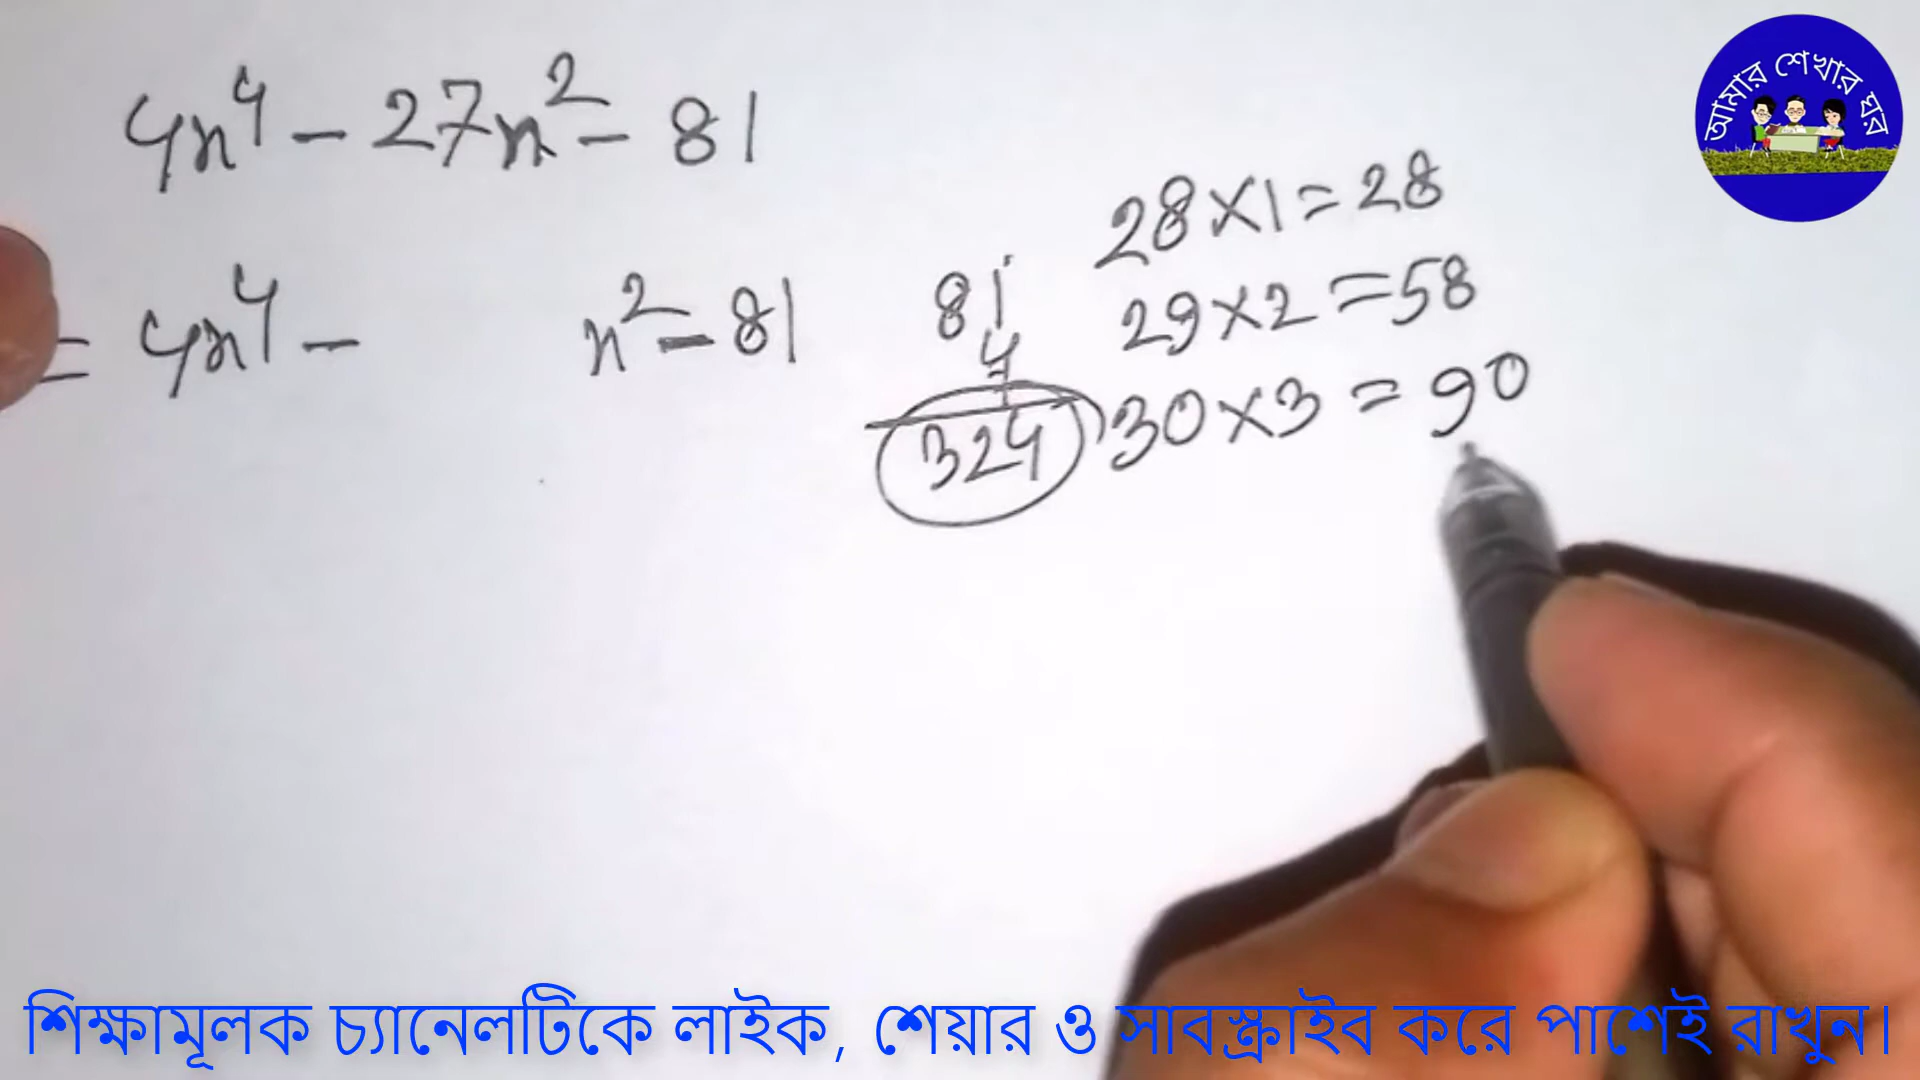 4x⁴ - 27x² - 81
= 4x⁴ -      x² - 81
81
4
324
28×1=28
29×2=58
30×3=90
আমার শেখার ঘর
শিক্ষামূলক চ্যানেলটিকে লাইক, শেয়ার ও সাবস্ক্রাইব করে পাশেই রাখুন।